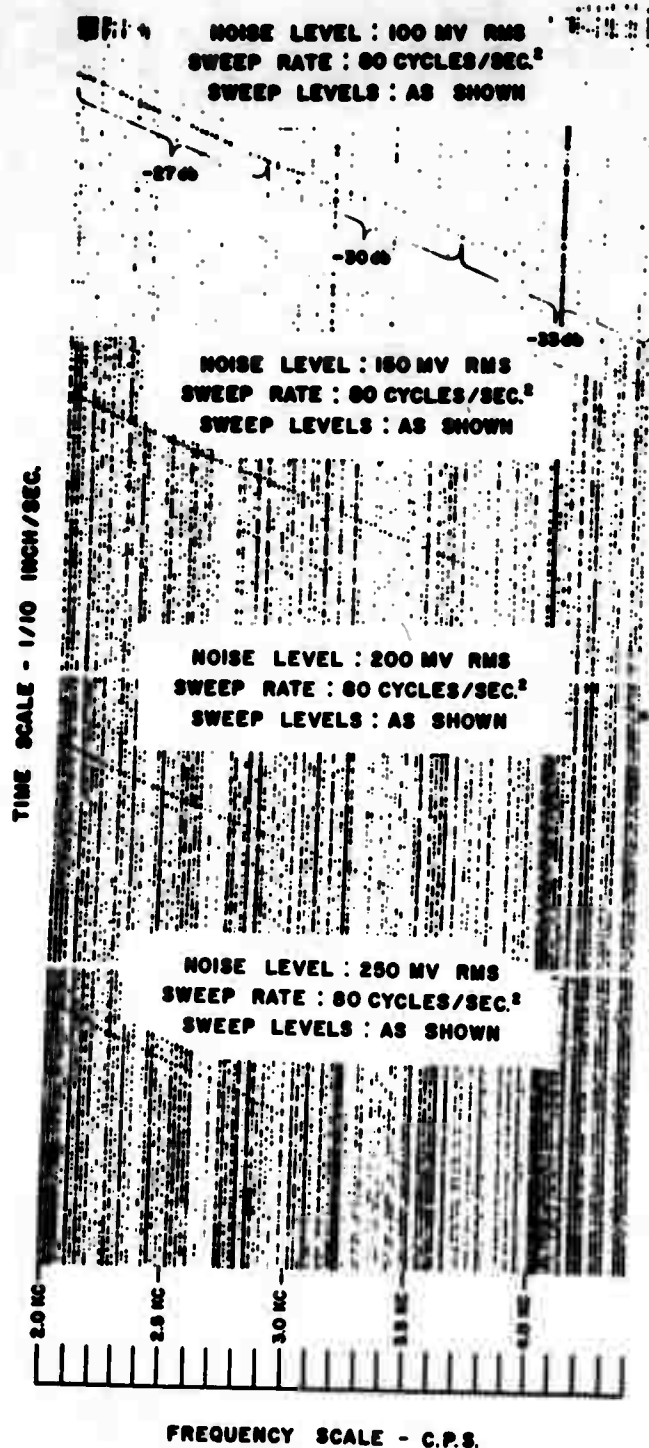 NOISE LEVEL : 100 MV RMS
SWEEP RATE : 80 CYCLES/SEC.²
SWEEP LEVELS : AS SHOWN
-27db
-30db
-33db
NOISE LEVEL : 150 MV RMS
SWEEP RATE : 80 CYCLES/SEC.²
SWEEP LEVELS : AS SHOWN
TIME SCALE - 1/10 INCH/SEC.
NOISE LEVEL : 200 MV RMS
SWEEP RATE : 80 CYCLES/SEC.²
SWEEP LEVELS : AS SHOWN
NOISE LEVEL : 250 MV RMS
SWEEP RATE : 80 CYCLES/SEC.²
SWEEP LEVELS : AS SHOWN
2.0 KC
2.5 KC
3.0 KC
3.5 KC
FREQUENCY SCALE - C.P.S.